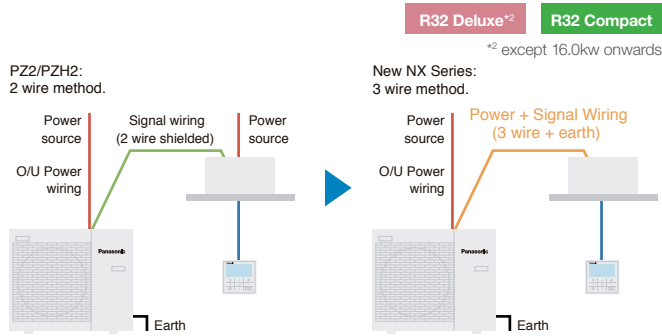 R32 Deluxe*2 R32 Compact
*2 except 16.0kw onwards
PZ2/PZH2:
2 wire method.
Power
source
Signal wiring
(2 wire shielded)
Power
source
O/U Power
wiring
Panasonic
Earth
New NX Series:
3 wire method.
Power
source
Power + Signal Wiring
(3 wire + earth)
O/U Power
wiring
Panasonic
Earth